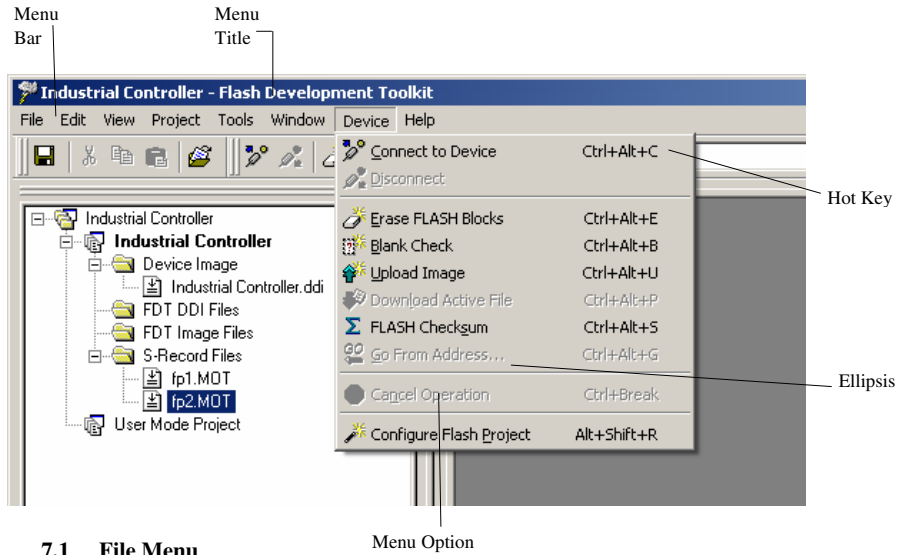 Menu
Bar
Menu
Title
Industrial Controller - Flash Development Toolkit
File Edit View Project Tools Window Device Help
Connect to Device Ctrl+Alt+C
Disconnect
Hot Key
Erase FLASH Blocks Ctrl+Alt+E
Blank Check Ctrl+Alt+B
Upload Image Ctrl+Alt+U
Download Active File Ctrl+Alt+P
FLASH Checksum Ctrl+Alt+S
Go From Address... Ctrl+Alt+G
Ellipsis
Cancel Operation Ctrl+Break
Configure Flash Project Alt+Shift+R
Industrial Controller
Industrial Controller
Device Image
Industrial Controller.ddi
FDT DDI Files
FDT Image Files
S-Record Files
fp1.MOT
fp2.MOT
User Mode Project
Menu Option
7.1 File Menu